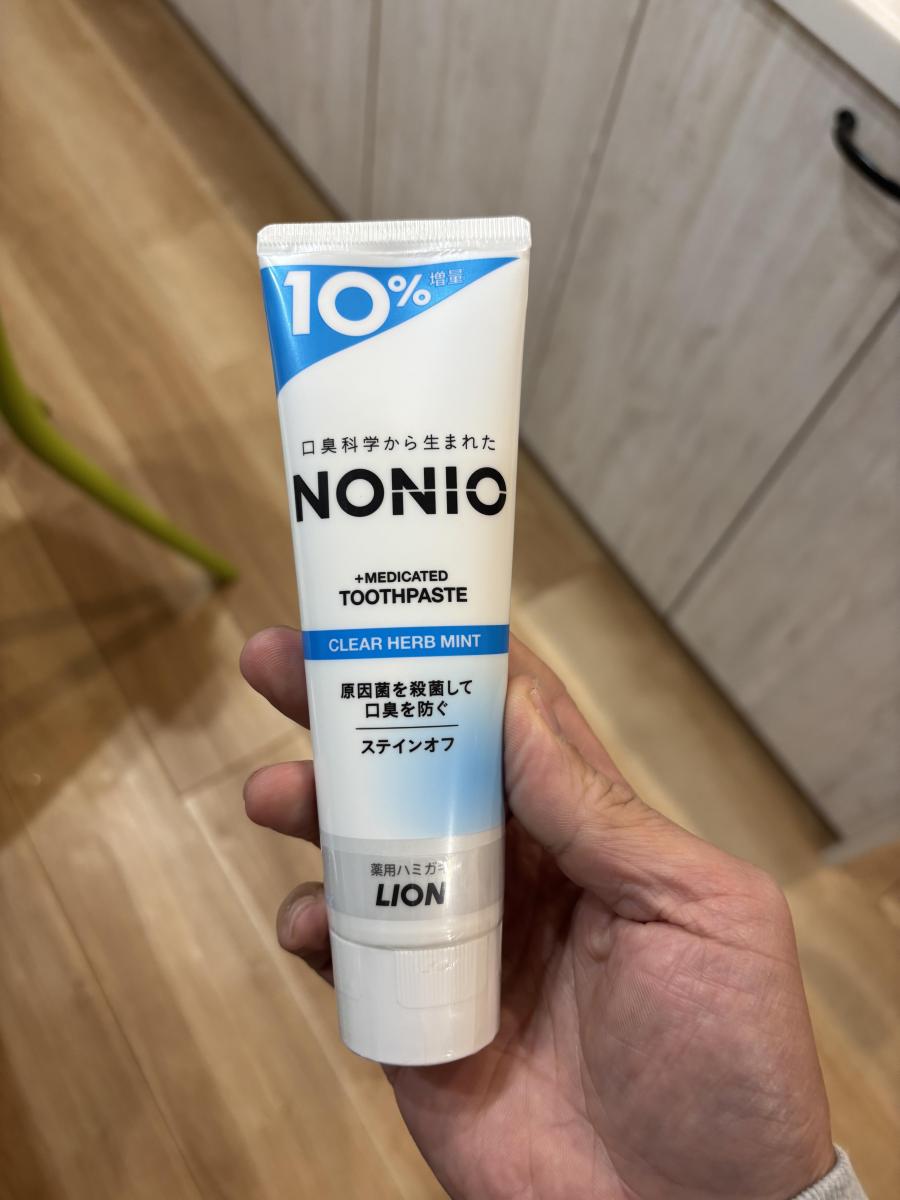 10%増量
口臭科学から生まれた
NONIO
+MEDICATED
TOOTHPASTE
CLEAR HERB MINT
原因菌を殺菌して
口臭を防ぐ
ステインオフ
薬用ハミガキ
LION